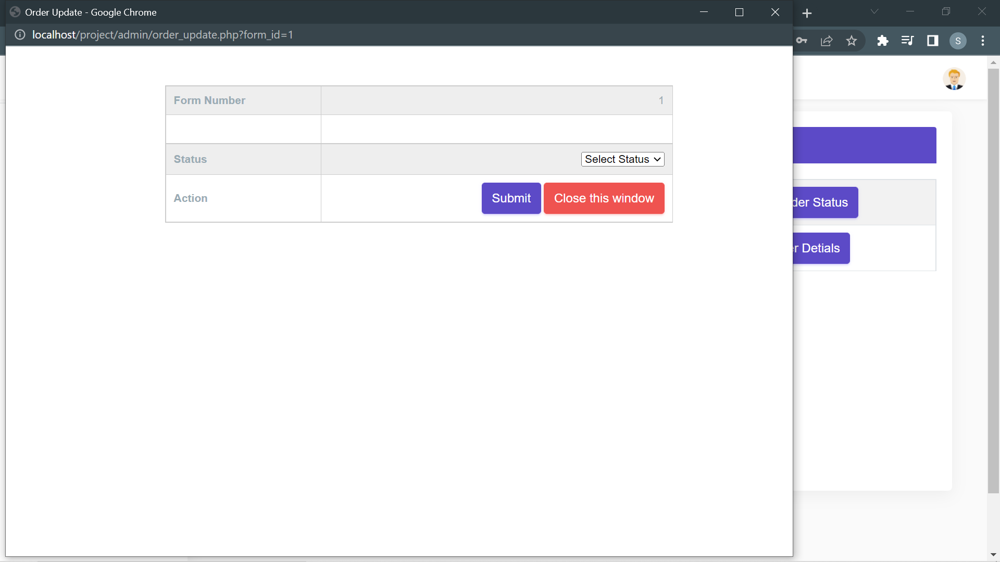 Order Update - Google Chrome
localhost/project/admin/order_update.php?form_id=1
S
Form Number 1
Status Select Status
Action Submit Close this window
der Status
r Detials